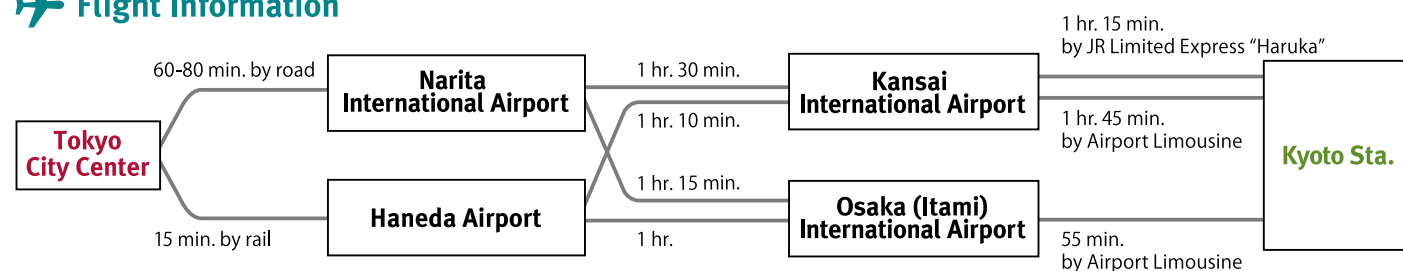 Flight Information
60-80 min. by road
Narita
International Airport
Tokyo
City Center
15 min. by rail
Haneda Airport
1 hr. 30 min.
1 hr. 10 min.
1 hr. 15 min.
1 hr.
Kansai
International Airport
Osaka (Itami)
International Airport
1 hr. 15 min.
by JR Limited Express “Haruka”
1 hr. 45 min.
by Airport Limousine
55 min.
by Airport Limousine
Kyoto Sta.